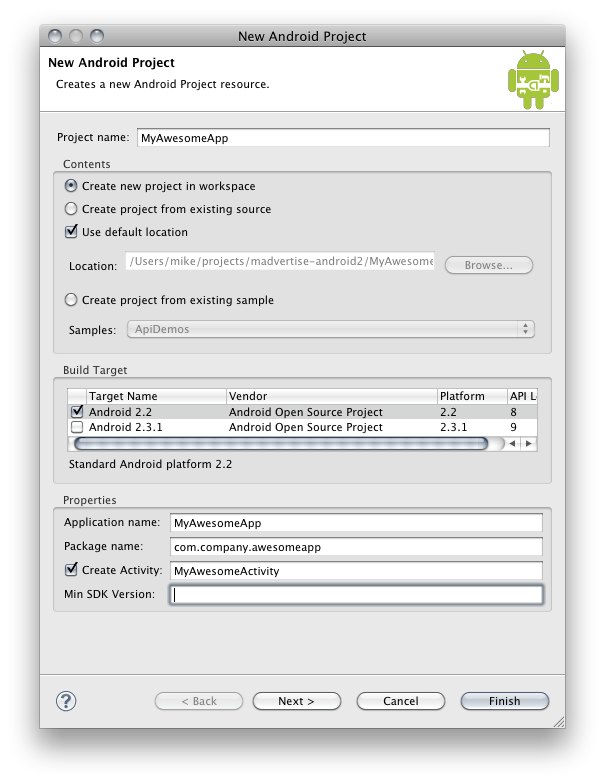 New Android Project
New Android Project
Creates a new Android Project resource.
Project name: MyAwesomeApp
Contents
Create new project in workspace
Create project from existing source
Use default location
Location: /Users/mike/projects/madvertise-android2/MyAwesome
Browse...
Create project from existing sample
Samples: ApiDemos
Build Target
Target Name Vendor Platform API L
Android 2.2 Android Open Source Project 2.2 8
Android 2.3.1 Android Open Source Project 2.3.1 9
Standard Android platform 2.2
Properties
Application name: MyAwesomeApp
Package name: com.company.awesomeapp
Create Activity: MyAwesomeActivity
Min SDK Version:
? < Back Next > Cancel Finish